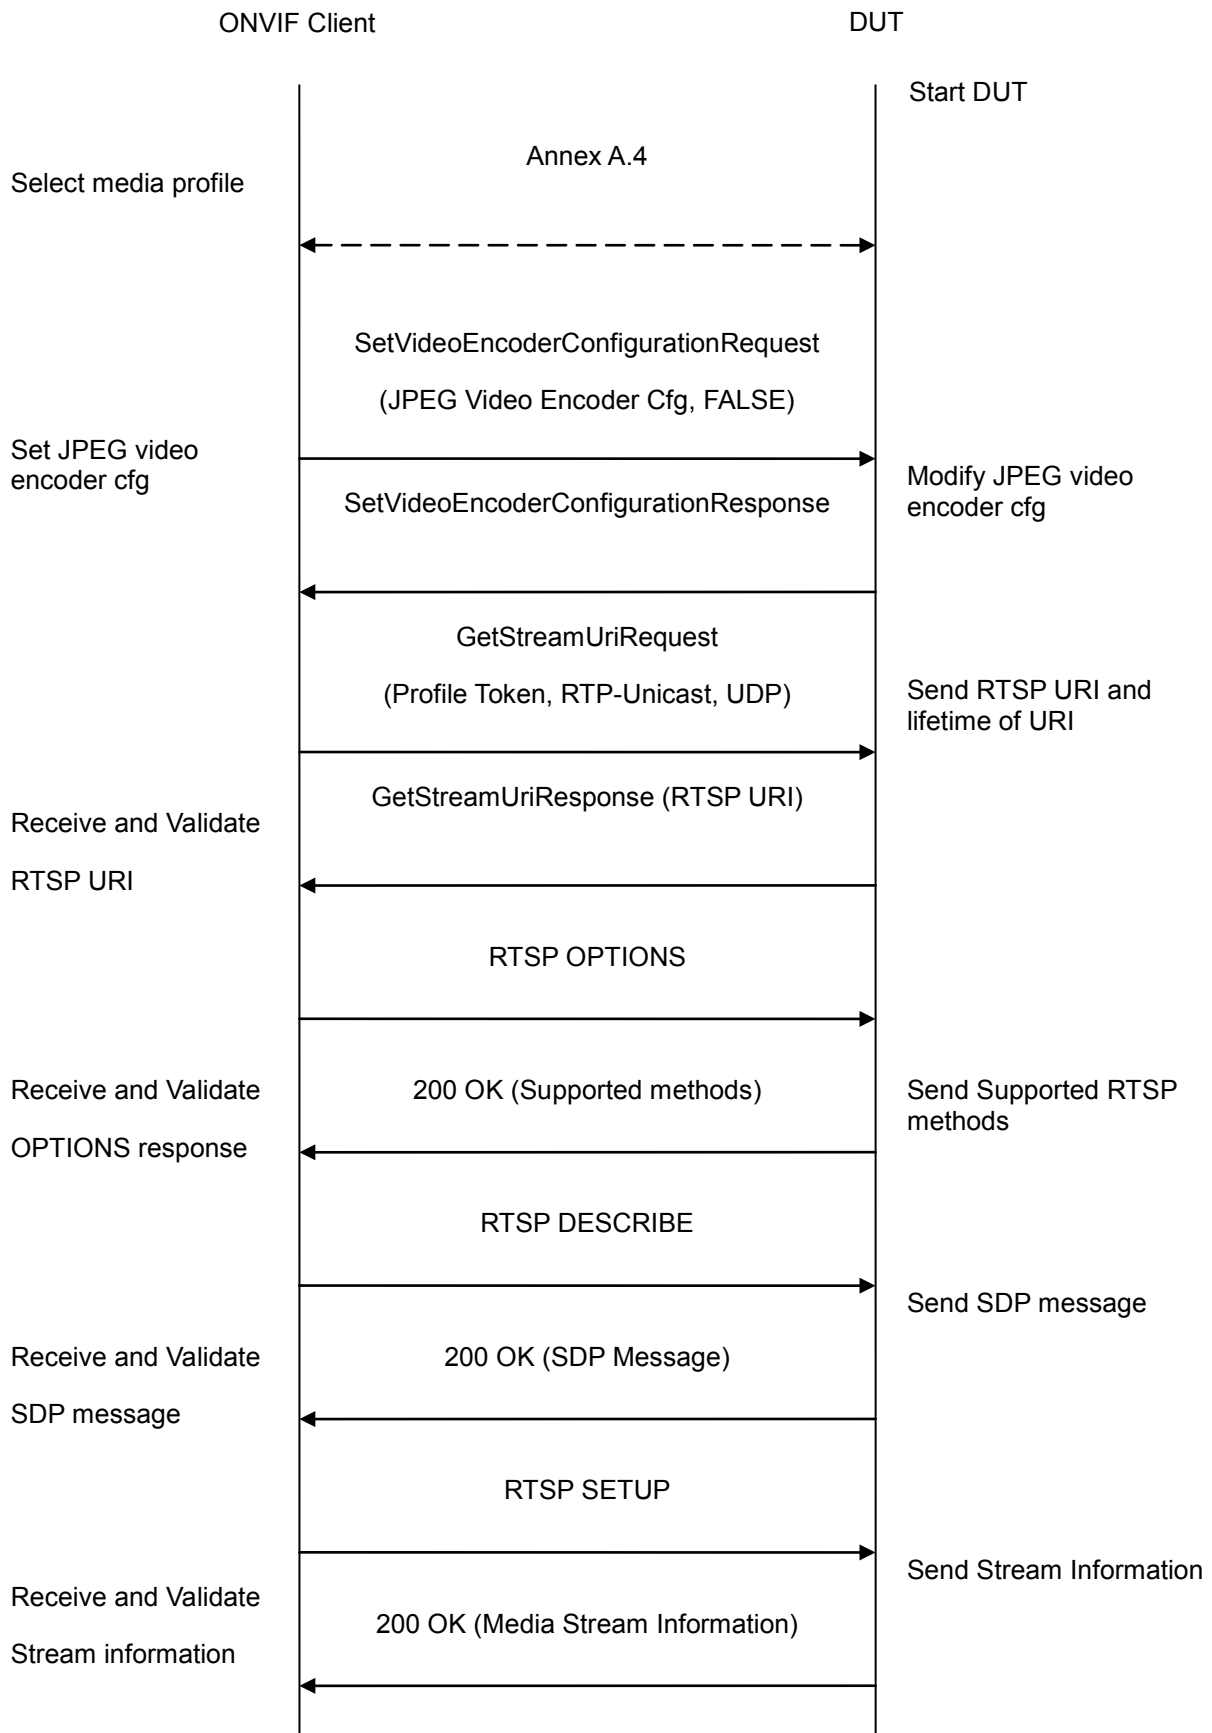 ONVIF Client
DUT
Start DUT
Annex A.4
Select media profile
SetVideoEncoderConfigurationRequest
(JPEG Video Encoder Cfg, FALSE)
Set JPEG video
encoder cfg
Modify JPEG video
encoder cfg
SetVideoEncoderConfigurationResponse
GetStreamUriRequest
(Profile Token, RTP-Unicast, UDP)
Send RTSP URI and
lifetime of URI
GetStreamUriResponse (RTSP URI)
Receive and Validate
RTSP URI
RTSP OPTIONS
Receive and Validate
OPTIONS response
200 OK (Supported methods)
Send Supported RTSP
methods
RTSP DESCRIBE
Send SDP message
Receive and Validate
SDP message
200 OK (SDP Message)
RTSP SETUP
Send Stream Information
Receive and Validate
Stream information
200 OK (Media Stream Information)